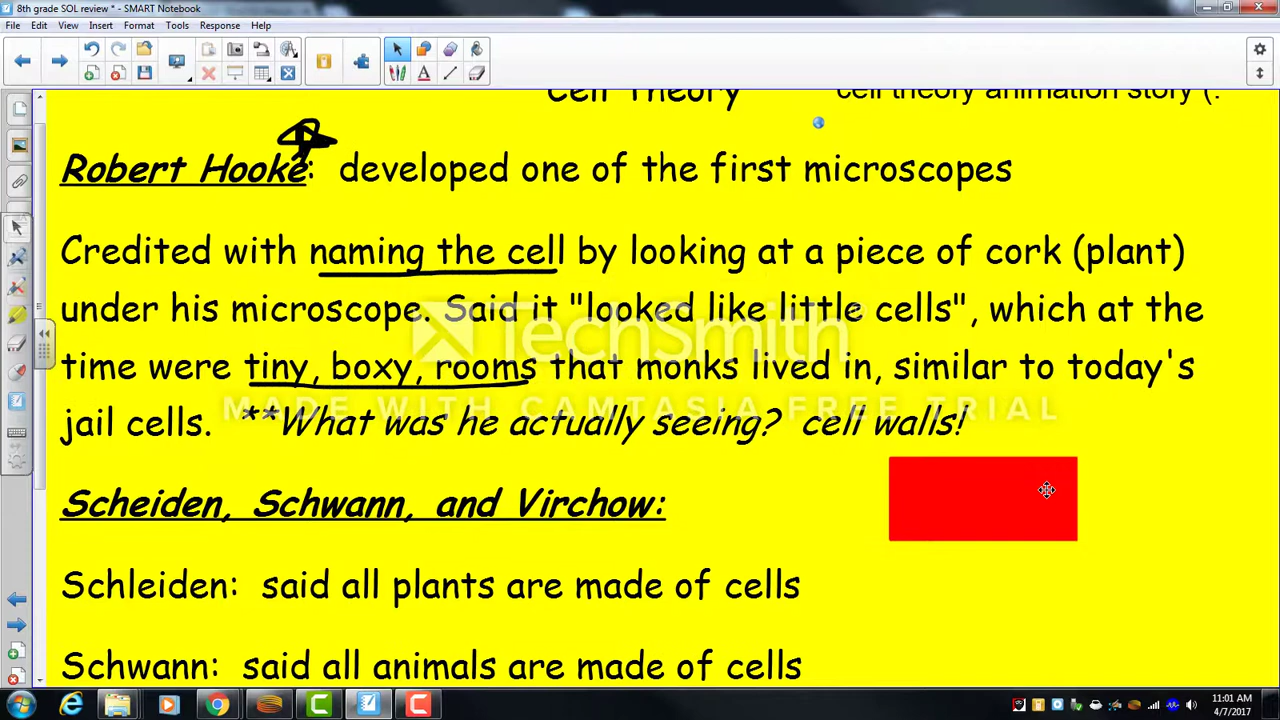 8th grade SOL review * - SMART Notebook
File Edit View Insert Format Tools Response Help
Cell Theory cell theory animation story (:
Robert Hooke: developed one of the first microscopes
Credited with naming the cell by looking at a piece of cork (plant)
under his microscope. Said it "looked like little cells", which at the
time were tiny, boxy, rooms that monks lived in, similar to today's
jail cells. **What was he actually seeing? cell walls!
TechSmith
MADE WITH CAMTASIA FREE TRIAL
Scheiden, Schwann, and Virchow:
Schleiden: said all plants are made of cells
Schwann: said all animals are made of cells
11:01 AM
4/7/2017